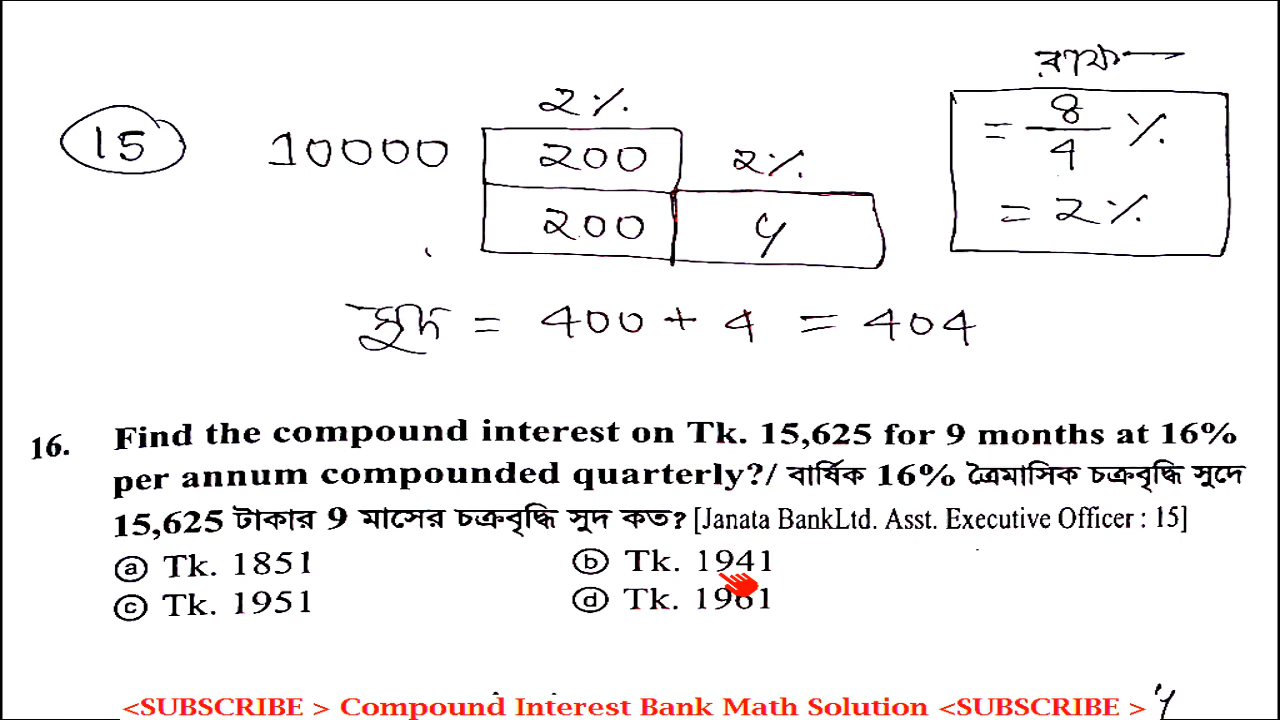 রাফ →
15 10000 2% 200 2% = 8/4 %
200 4 = 2%
সুদ = 400 + 4 = 404
16. Find the compound interest on Tk. 15,625 for 9 months at 16%
per annum compounded quarterly?/ বার্ষিক 16% ত্রৈমাসিক চক্রবৃদ্ধি সুদে
15,625 টাকার 9 মাসের চক্রবৃদ্ধি সুদ কত? [Janata BankLtd. Asst. Executive Officer : 15]
ⓐ Tk. 1851 ⓑ Tk. 1941
ⓒ Tk. 1951 ⓓ Tk. 1961
<SUBSCRIBE > Compound Interest Bank Math Solution <SUBSCRIBE >